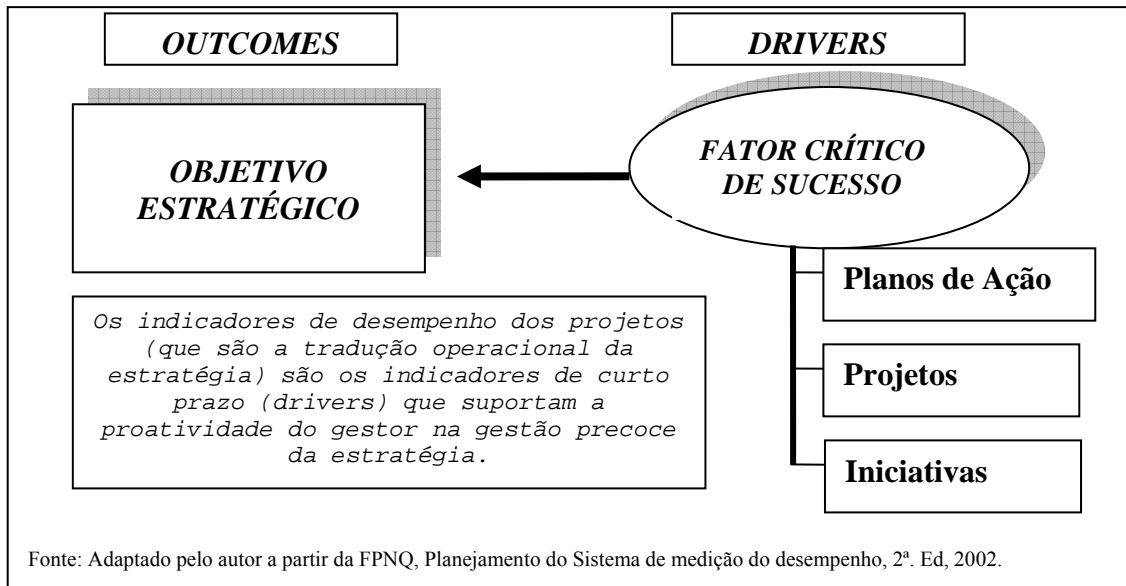 OUTCOMES
DRIVERS
OBJETIVO
ESTRATÉGICO
FATOR CRÍTICO
DE SUCESSO
Os indicadores de desempenho dos projetos
(que são a tradução operacional da
estratégia) são os indicadores de curto
prazo (drivers) que suportam a
proatividade do gestor na gestão precoce
da estratégia.
Planos de Ação
Projetos
Iniciativas
Fonte: Adaptado pelo autor a partir da FPNQ, Planejamento do Sistema de medição do desempenho, 2ª. Ed, 2002.